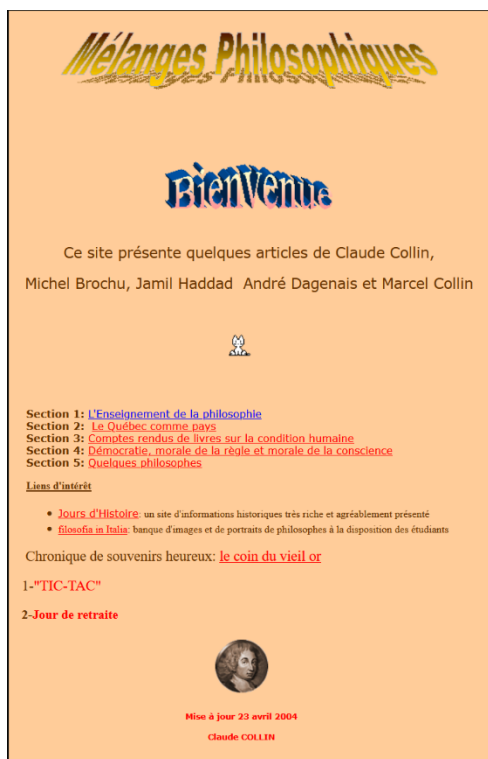 Mélanges Philosophiques
BienVenue
Ce site présente quelques articles de Claude Collin,
Michel Brochu, Jamil Haddad André Dagenais et Marcel Collin
Section 1: L'Enseignement de la philosophie
Section 2: Le Québec comme pays
Section 3: Comptes rendus de livres sur la condition humaine
Section 4: Démocratie, morale de la règle et morale de la conscience
Section 5: Quelques philosophes
Liens d'intérêt
• Jours d'Histoire: un site d'informations historiques très riche et agréablement présenté
• filosofia in Italia: banque d'images et de portraits de philosophes à la disposition des étudiants
Chronique de souvenirs heureux: le coin du vieil or
1-"TIC-TAC"
2-Jour de retraite
Mise à jour 23 avril 2004
Claude COLLIN